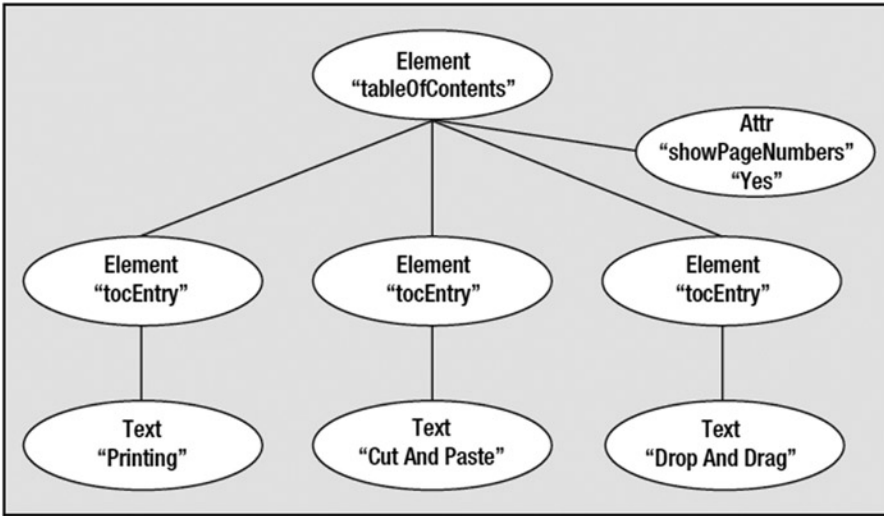 Element
“tableOfContents”
Attr
“showPageNumbers”
“Yes”
Element
“tocEntry”
Element
“tocEntry”
Element
“tocEntry”
Text
“Printing”
Text
“Cut And Paste”
Text
“Drop And Drag”